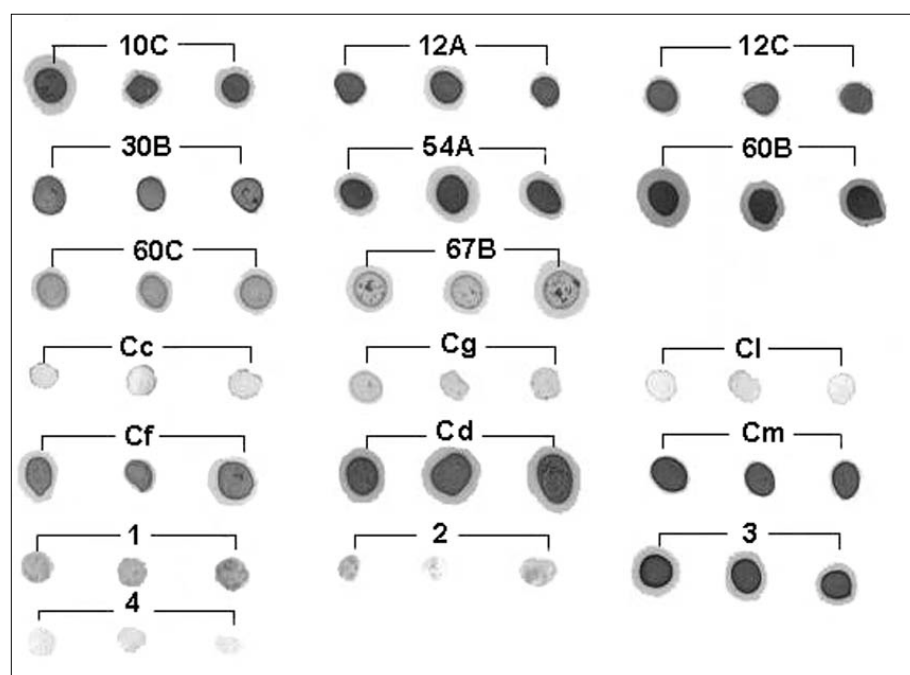 10C 12A 12C
30B 54A 60B
60C 67B
Cc Cg Cl
Cf Cd Cm
1 2 3
4